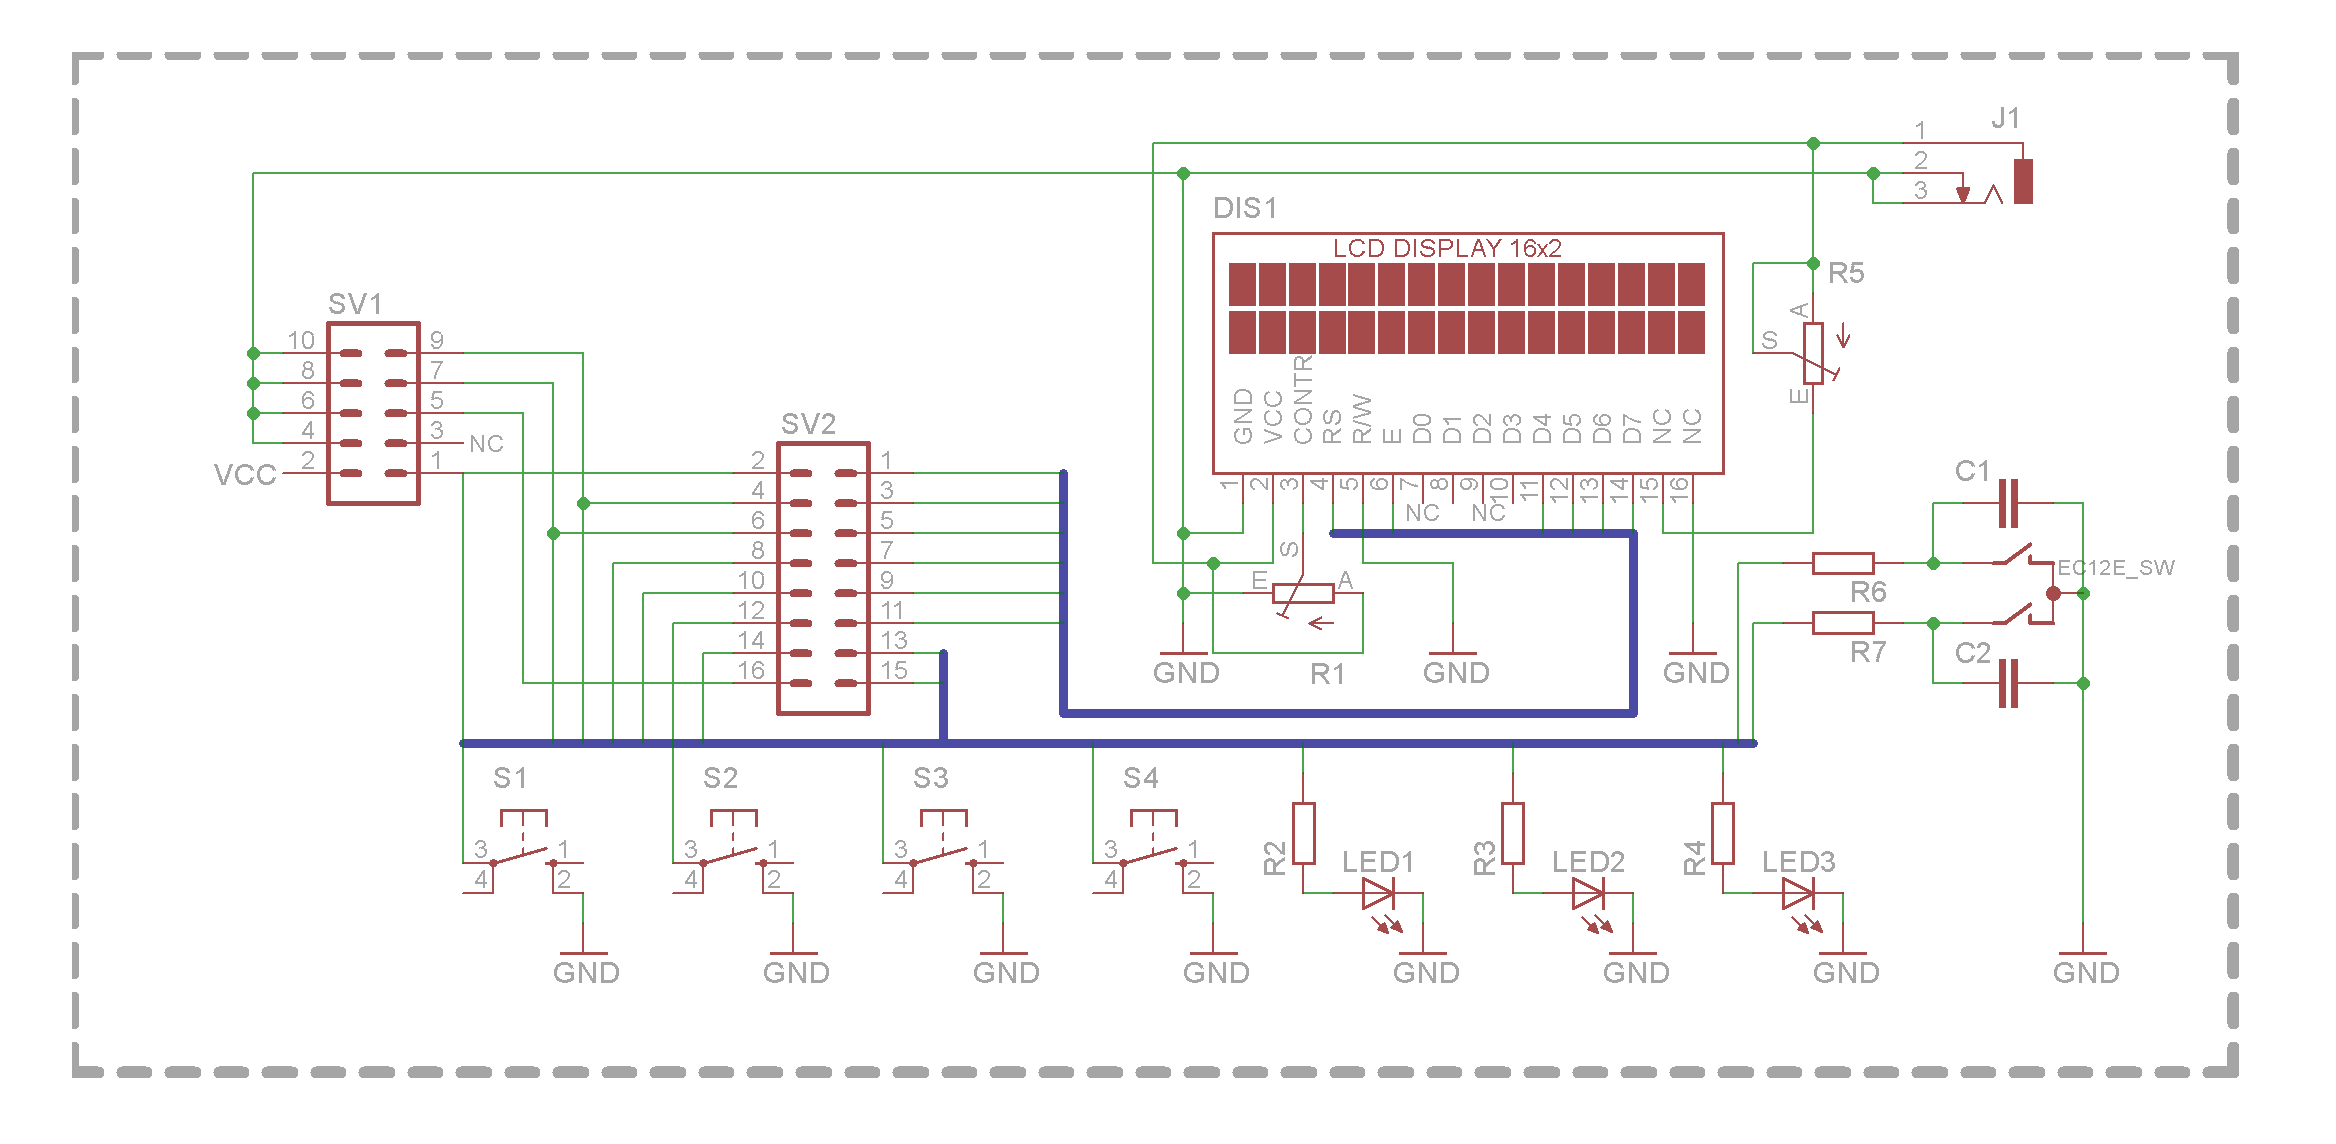 J1
1
2
3
DIS1
LCD DISPLAY 16x2
R5
A
S
E
SV1
10 9
8 7
6 5
4 3 NC
VCC 2 1
GND VCC CONTR RS R/W E D0 D1 D2 D3 D4 D5 D6 D7 NC NC
1 2 3 4 5 6 7 8 9 10 11 12 13 14 15 16
NC NC
SV2
2 1
4 3
6 5
8 7
10 9
12 11
14 13
16 15
S
E A
R1
GND GND GND
C1
EC12E_SW
R6
R7
C2
S1 S2 S3 S4
3 1 3 1 3 1 3 1
4 2 4 2 4 2 4 2
R2 LED1 R3 LED2 R4 LED3
GND GND GND GND GND GND GND GND